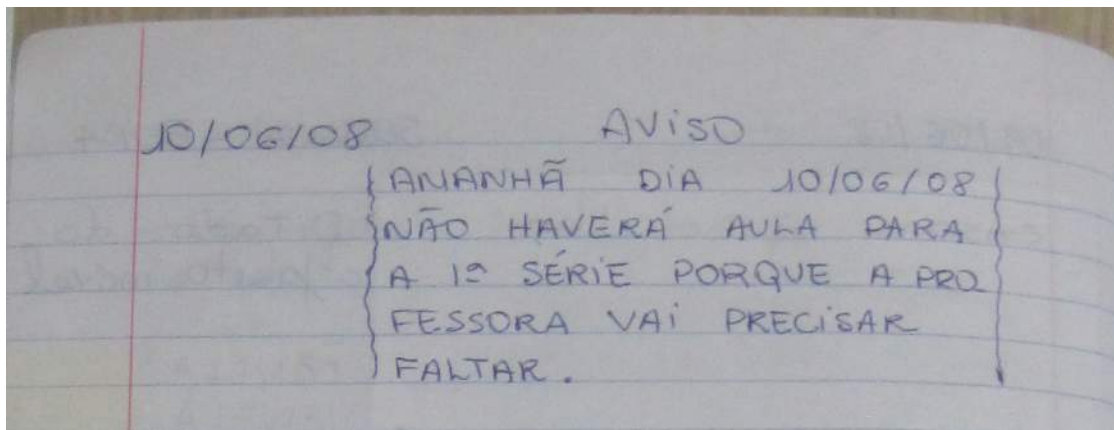 10/06/08 AViSO
AMANHÃ DiA 10/06/08
NÃO HAVERÁ AULA PARA
A 1ª SÉRiE PORQUE A PRO
FESSORA VAi PRECiSAR
FALTAR.